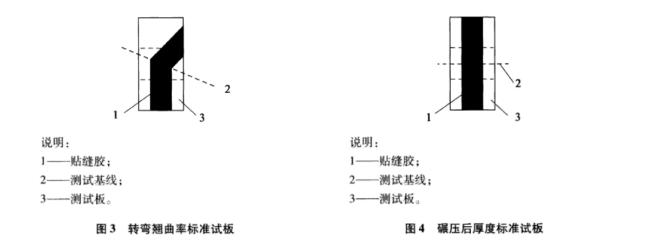 2
1
3
说明：
1——贴缝胶；
2——测试基线；
3——测试板。
图3 转弯翘曲率标准试板
2
1
3
说明：
1——贴缝胶；
2——测试基线；
3——测试板。
图4 碾压后厚度标准试板